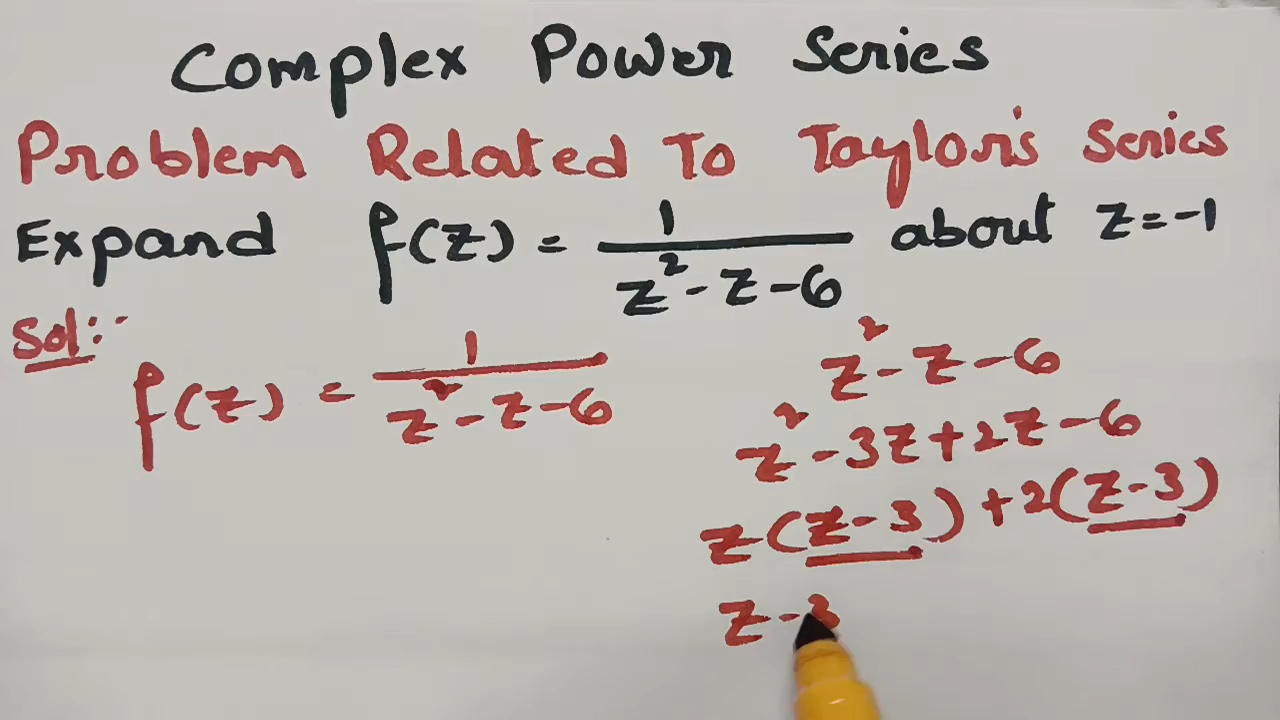 Complex Power Series
Problem Related To Taylor's Series
Expand f(z) = 1/(z² - z - 6) about z = -1
Sol:-
f(z) = 1/(z² - z - 6)
z² - z - 6
z² - 3z + 2z - 6
z(z - 3) + 2(z - 3)
z - 3